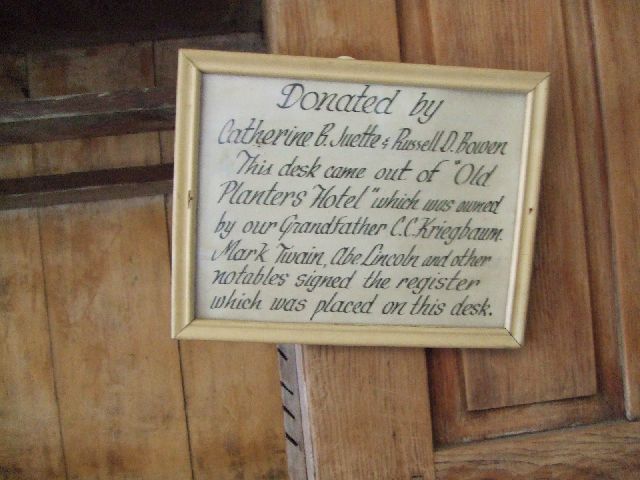 Donated by
Catherine B. Juette & Russell D. Bowen
This desk came out of "Old
Planters Hotel" which was owned
by our Grandfather C.C. Kriegbaum.
Mark Twain, Abe Lincoln and other
notables signed the register
which was placed on this desk.